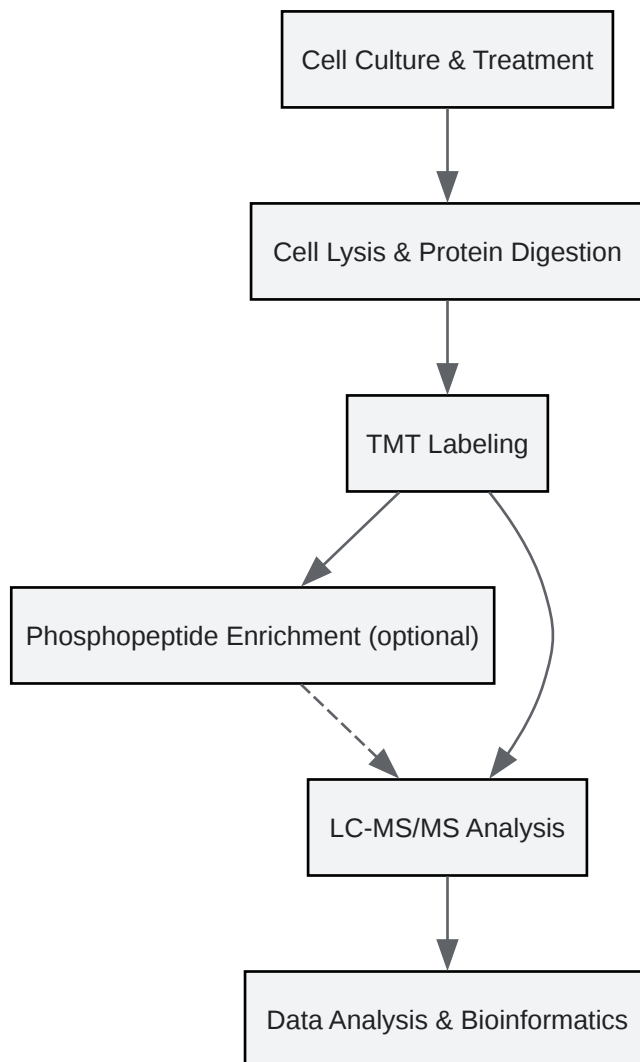 Cell Culture & Treatment
Cell Lysis & Protein Digestion
TMT Labeling
Phosphopeptide Enrichment (optional)
LC-MS/MS Analysis
Data Analysis & Bioinformatics